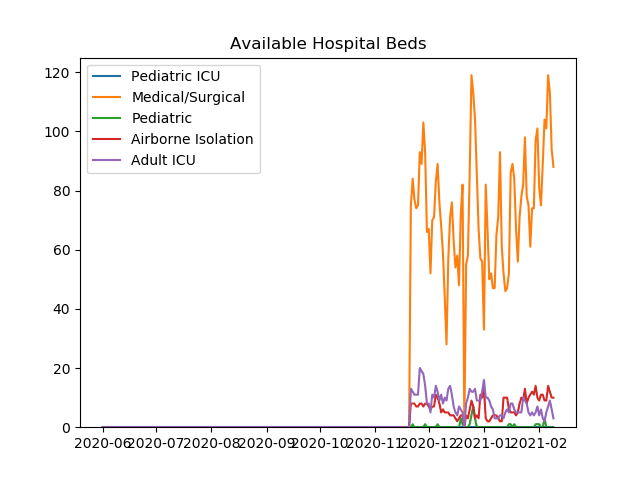 Available Hospital Beds
Pediatric ICU
Medical/Surgical
Pediatric
Airborne Isolation
Adult ICU
120
100
80
60
40
20
0
2020-06 2020-07 2020-08 2020-09 2020-10 2020-11 2020-12 2021-01 2021-02